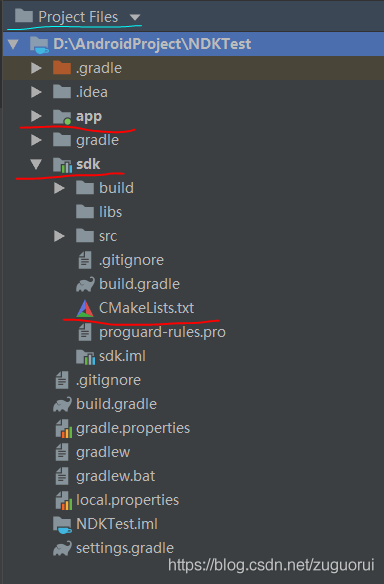 Project Files
D:\AndroidProject\NDKTest
.gradle
.idea
app
gradle
sdk
build
libs
src
.gitignore
build.gradle
CMakeLists.txt
proguard-rules.pro
sdk.iml
.gitignore
build.gradle
gradle.properties
gradlew
gradlew.bat
local.properties
NDKTest.iml
settings.gradle
https://blog.csdn.net/zuguorui